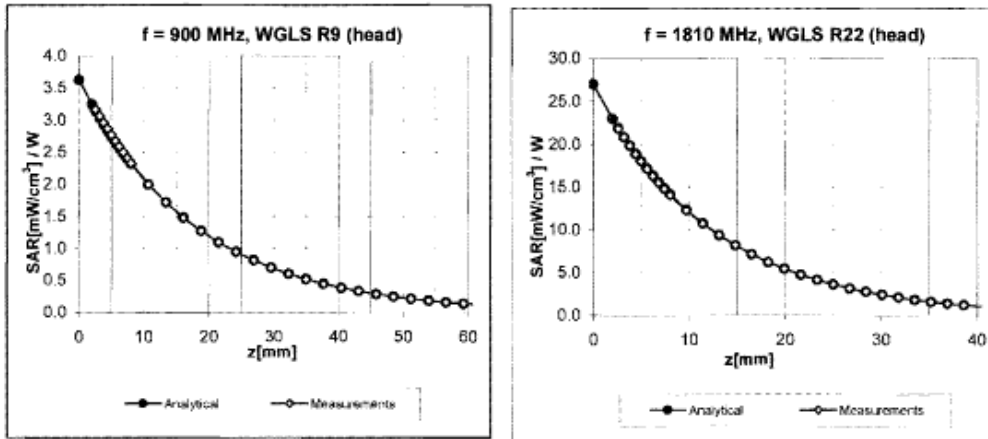 f = 900 MHz, WGLS R9 (head)
SAR[mW/cm³] / W
4.0
3.5
3.0
2.5
2.0
1.5
1.0
0.5
0.0
0 10 20 30 40 50 60
z[mm]
Analytical Measurements
f = 1810 MHz, WGLS R22 (head)
SAR[mW/cm³] / W
30.0
25.0
20.0
15.0
10.0
5.0
0.0
0 10 20 30 40
z[mm]
Analytical Measurements